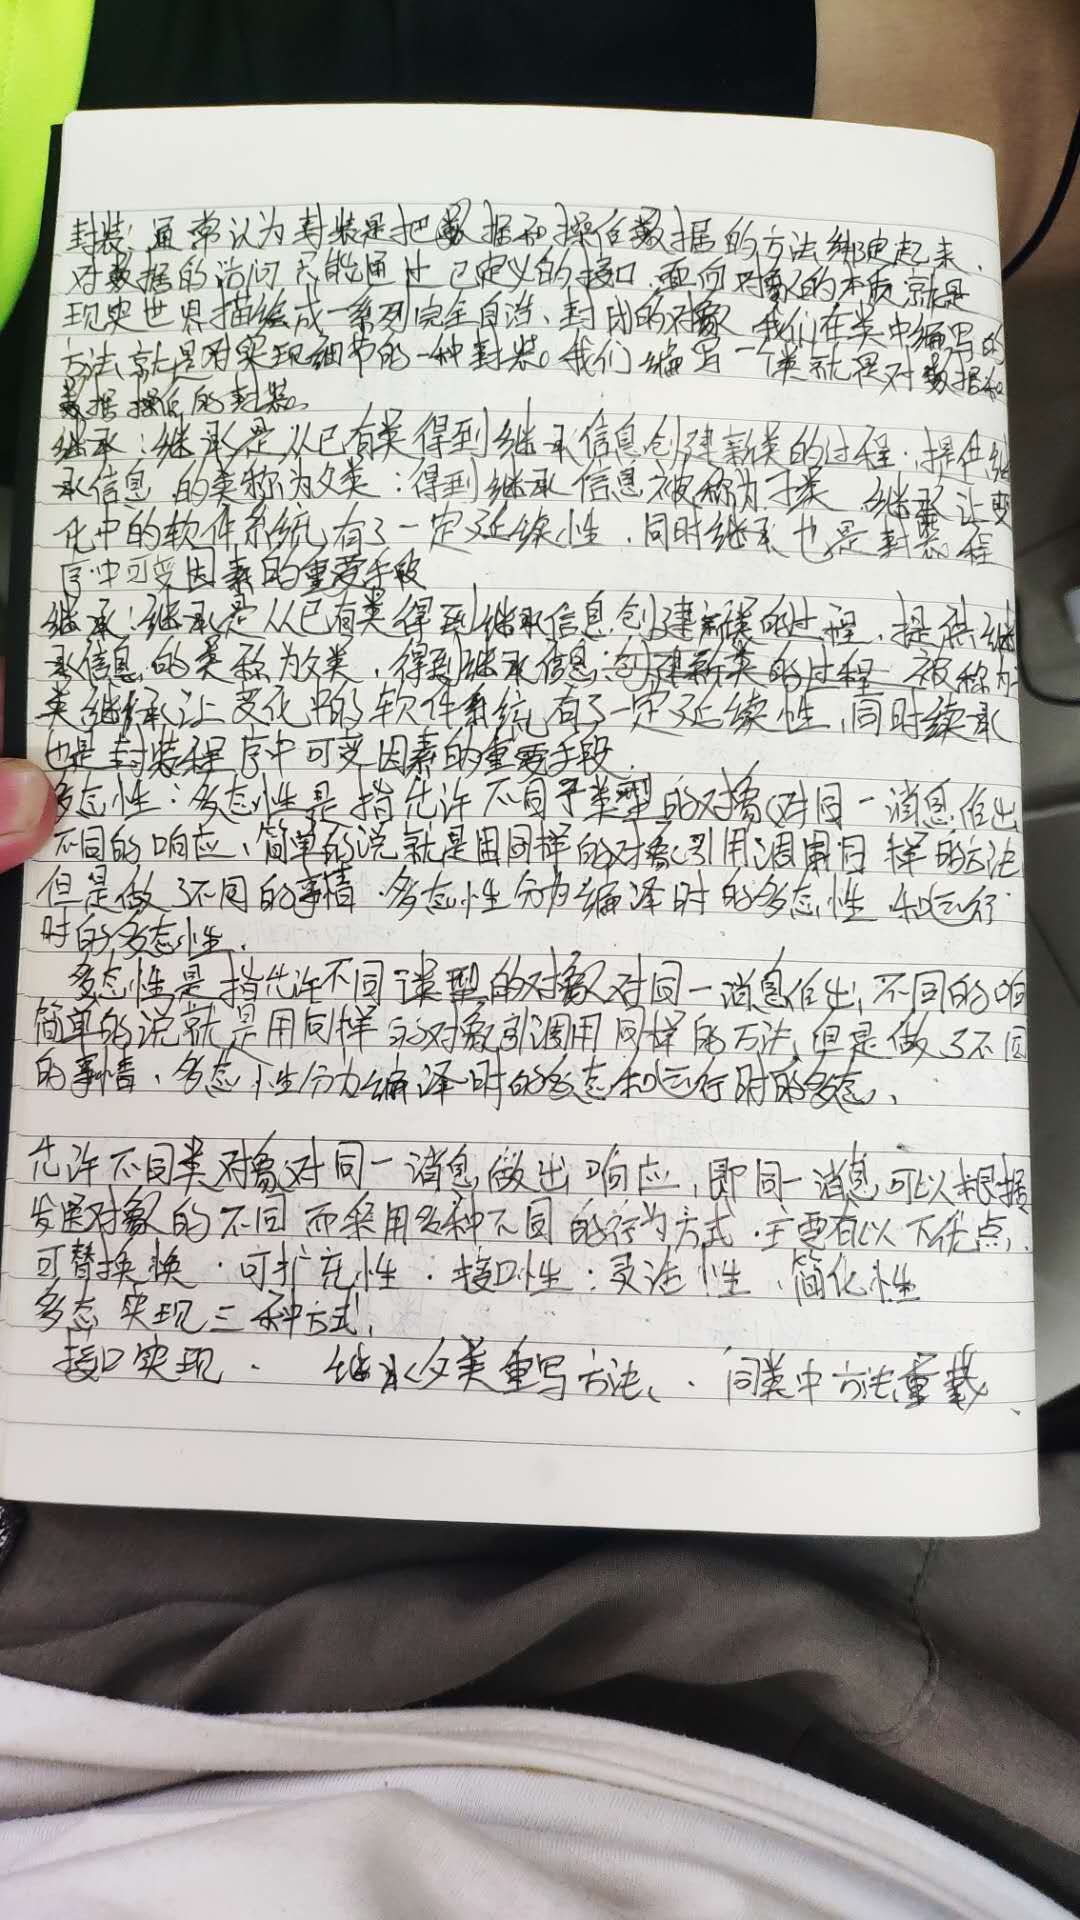 封装：通常认为封装是把数据和操作数据的方法绑定起来、
对数据的访问只能通过已定义的接口、面向对象的本质就是
现实世界描绘成一系列完全自治、封闭的对象 我们在类中编写的
方法、就是对实现细节的一种封装。我们编写一个类就是对数据和
数据操作的封装。
继承：继承是从已有类得到继承信息创建新类的过程．提供继
承信息 的类称为父类：得到继承信息被称为子类 继承让变
化中的软件系统 有了一定延续性．同时继承也是封装程
序中可变因素的重要手段
继承：继承是从已有类得到继承信息创建新类的过程、提供继
承信息的类称为父类、得到继承信息创建新类的过程 被称为
类继承让变化中的软件系统 有了一定延续性、同时续承
也是封装程序中可变因素的重要手段．
多态性：多态性是指允许不同子类型的对象对同一消息作出
不同的响应、简单的说就是用同样的对象引用调用同样的方法
但是做了不同的事情．多态性分为编译时的多态性 和运行
时的多态性．
多态性是指允许不同类型的对象对同一消息作出、不同的响
简单的说就是用同样的对象引调用同样的方法、但是做了不同
的事情、多态性分为编译时的多态和运行时的多态、
允许不同类对象对同一消息做出响应、即同一消息可以根据
发送对象的不同而采用多种不同的行为方式．主要有以下优点、
可替换换．可扩充性．接口性：灵活性．简化性
多态实现三种方式、
接口实现． 继承父类重写方法、． 同类中方法重载、